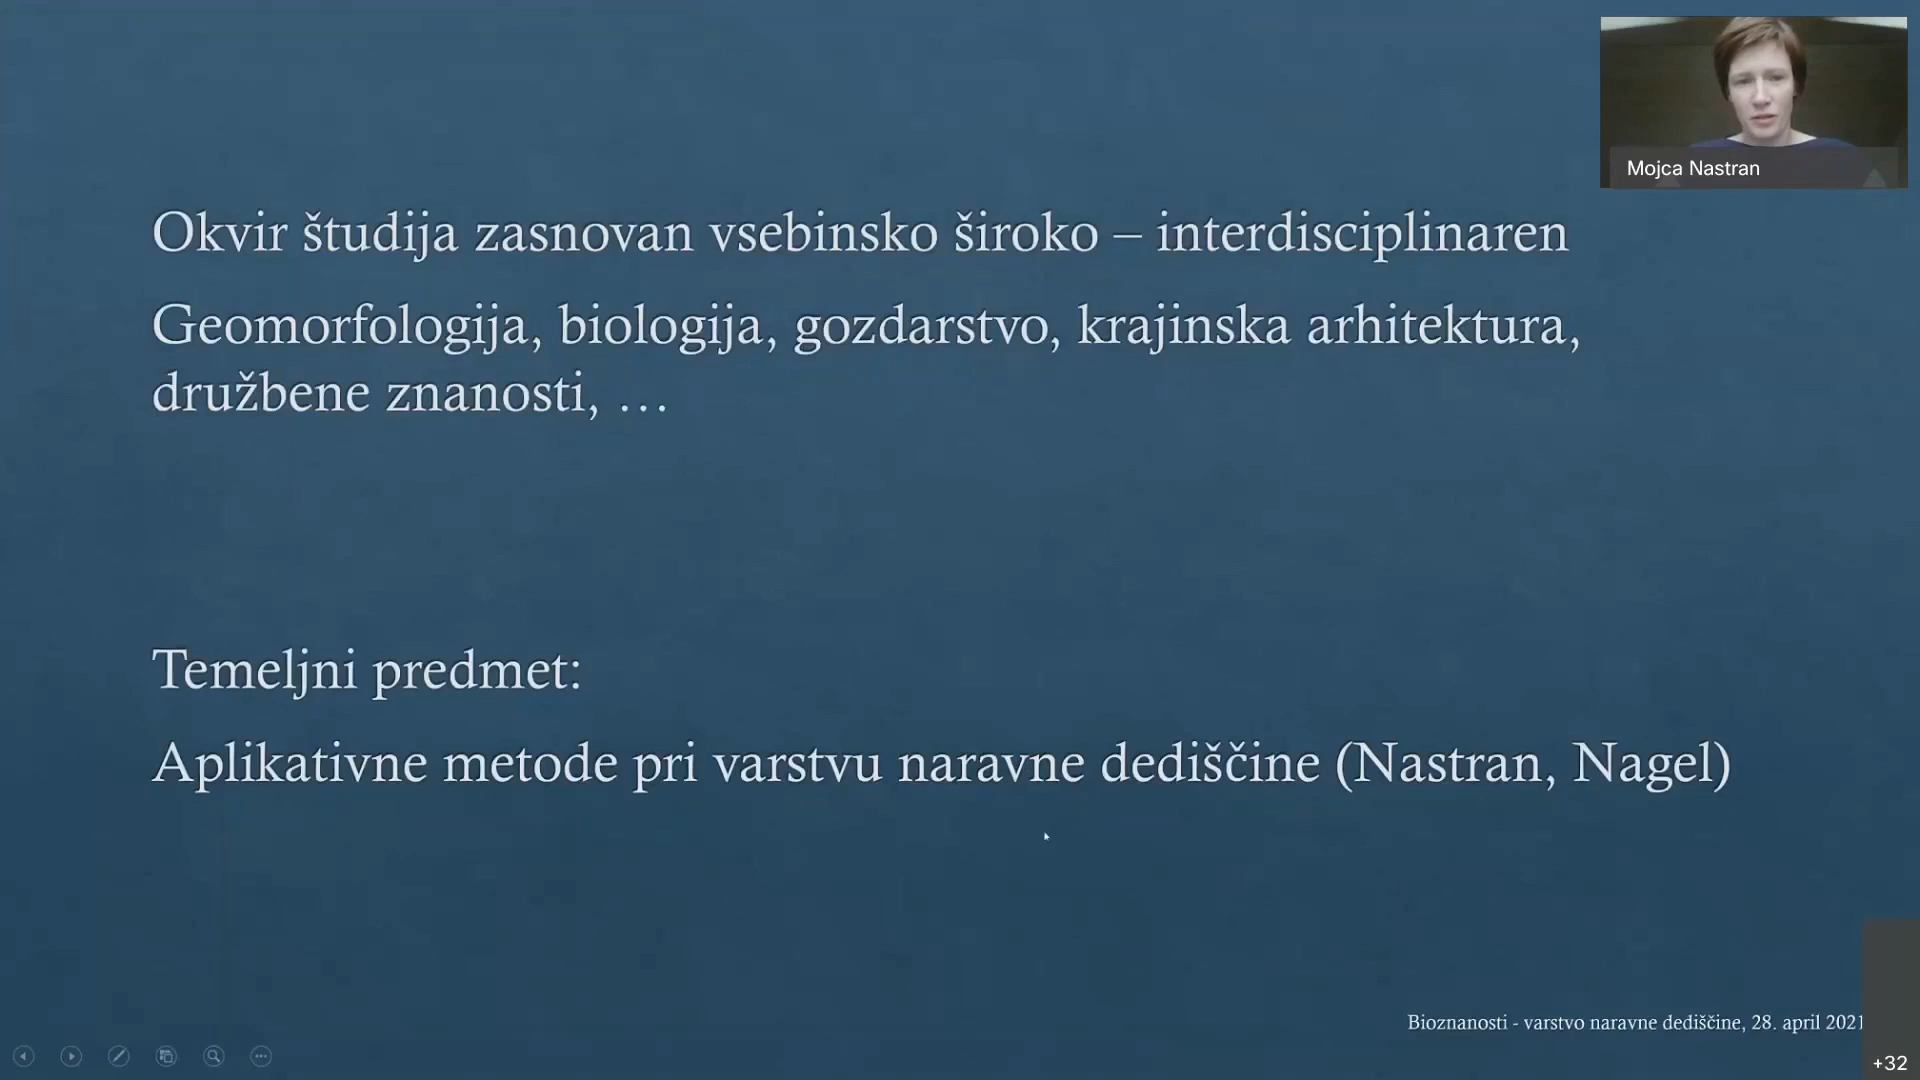 Mojca Nastran
Okvir študija zasnovan vsebinsko široko – interdisciplinaren
Geomorfologija, biologija, gozdarstvo, krajinska arhitektura,
družbene znanosti, …
Temeljni predmet:
Aplikativne metode pri varstvu naravne dediščine (Nastran, Nagel)
Bioznanosti - varstvo naravne dediščine, 28. april 2021
+32